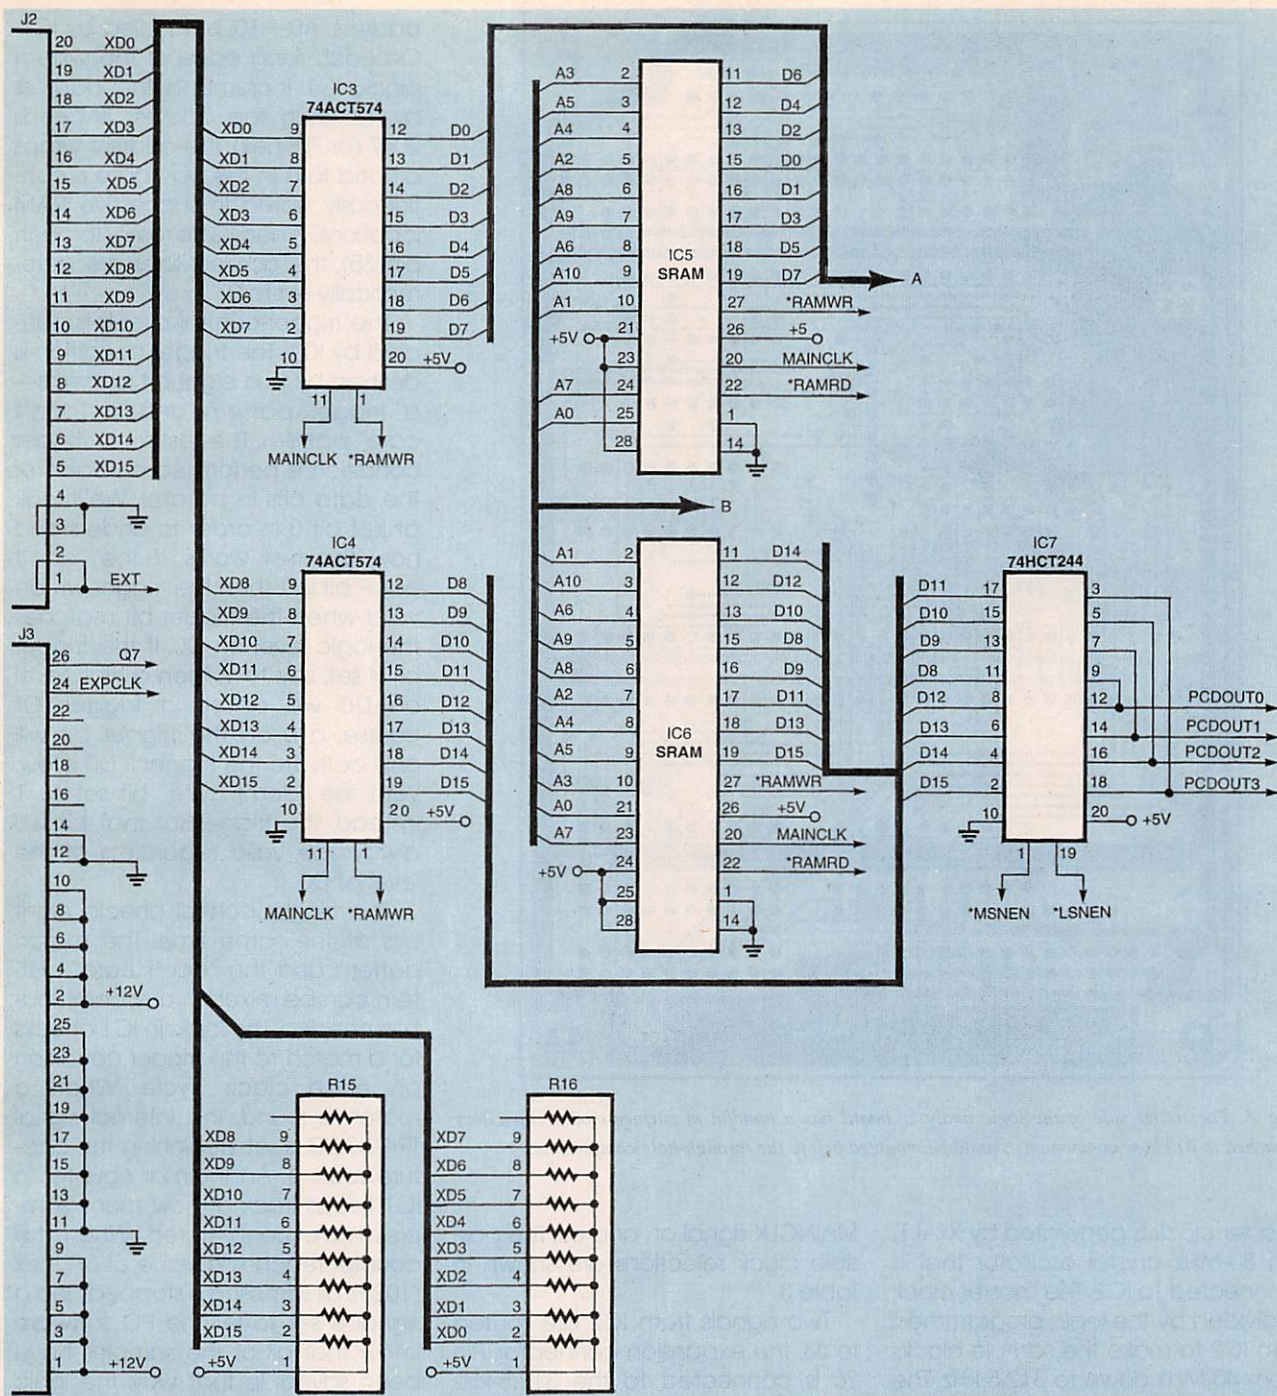 J2
20 XD0
19 XD1
18 XD2
17 XD3
16 XD4
15 XD5
14 XD6
13 XD7
12 XD8
11 XD9
10 XD10
9 XD11
8 XD12
7 XD13
6 XD14
5 XD15
4
3
2
1 EXT
J3
26 Q7
24 EXPCLK
22
20
18
16
14
12
10
8
6
4
2 +12V
25
23
21
19
17
15
13
11
9
7
5
3
1 +12V
IC3
74ACT574
XD0 9 12 D0
XD1 8 13 D1
XD2 7 14 D2
XD3 6 15 D3
XD4 5 16 D4
XD5 4 17 D5
XD6 3 18 D6
XD7 2 19 D7
10 20 +5V
11 1
MAINCLK *RAMWR
IC4
74ACT574
XD8 9 12 D8
XD9 8 13 D9
XD10 7 14 D10
XD11 6 15 D11
XD12 5 16 D12
XD13 4 17 D13
XD14 3 18 D14
XD15 2 19 D15
10 20 +5V
11 1
MAINCLK *RAMWR
A3 2 11 D6
A5 3 12 D4
A4 4 13 D2
A2 5 15 D0
A8 6 16 D1
A9 7 17 D3
A6 8 18 D5
A10 9 19 D7
IC5
SRAM
A1 10 27 *RAMWR
+5V 21 26 +5
23 20 MAINCLK
A7 24 22 *RAMRD
A0 25 1
28 14
A
B
A1 2 11 D14
A10 3 12 D12
A6 4 13 D10
A9 5 15 D8
A8 6 16 D9
A2 7 17 D11
A4 8 18 D13
A5 9 19 D15
IC6
SRAM
A3 10 27 *RAMWR
A0 21 26 +5V
A7 23 20 MAINCLK
+5V 24 22 *RAMRD
25 1
28 14
IC7
74HCT244
D11 17 3
D10 15 5
D9 13 7
D8 11 9
D12 8 12 PCDOUT0
D13 6 14 PCDOUT1
D14 4 16 PCDOUT2
D15 2 18 PCDOUT3
10 20 +5V
1 19
*MSNEN *LSNEN
R15
XD8 9
XD9 8
XD10 7
XD11 6
XD12 5
XD13 4
XD14 3
XD15 2
+5V 1
R16
XD7 9
XD6 8
XD5 7
XD4 6
XD3 5
XD2 4
XD1 3
XD0 2
+5V 1